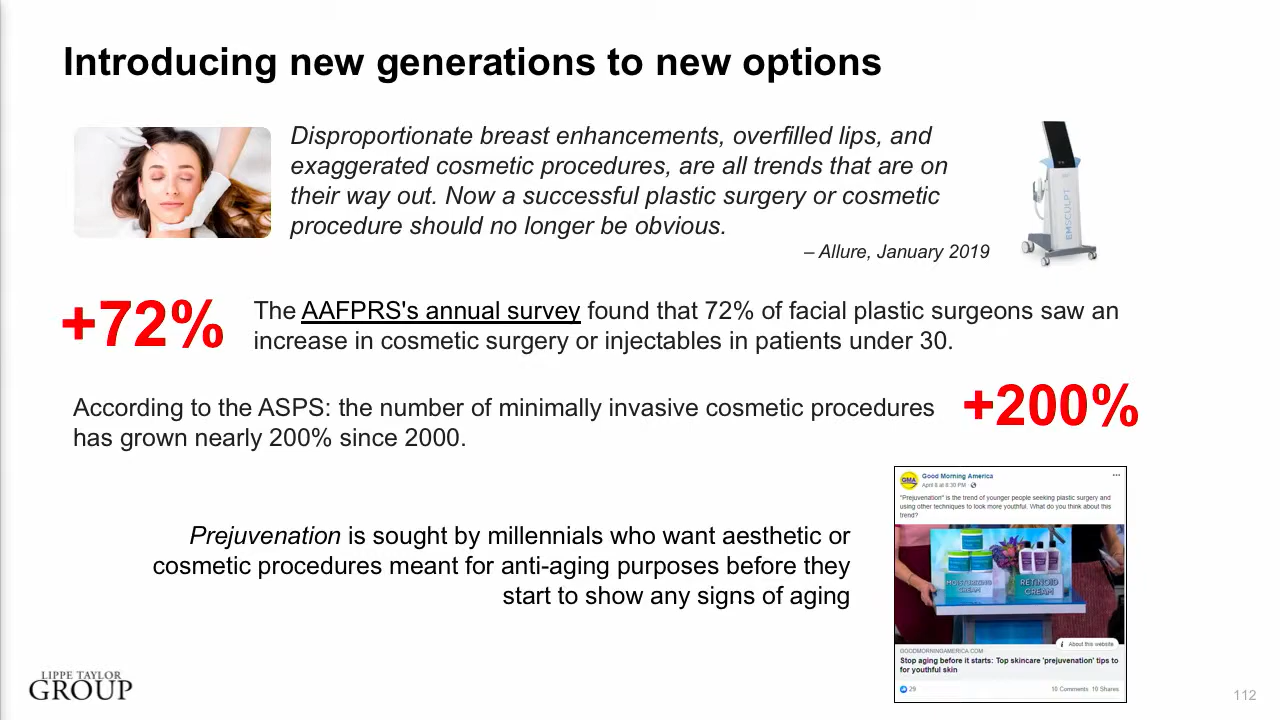 Introducing new generations to new options
Disproportionate breast enhancements, overfilled lips, and
exaggerated cosmetic procedures, are all trends that are on
their way out. Now a successful plastic surgery or cosmetic
procedure should no longer be obvious.
– Allure, January 2019
EMSCULPT
+72%
The AAFPRS's annual survey found that 72% of facial plastic surgeons saw an
increase in cosmetic surgery or injectables in patients under 30.
According to the ASPS: the number of minimally invasive cosmetic procedures
has grown nearly 200% since 2000.
+200%
Prejuvenation is sought by millennials who want aesthetic or
cosmetic procedures meant for anti-aging purposes before they
start to show any signs of aging
GMA
Good Morning America
April 8 at 8:30 PM ·
"Prejuvenation" is the trend of younger people seeking plastic surgery and
using other techniques to look more youthful. What do you think about this
trend?
MOISTURIZING
CREAM
RETINOID
CREAM
i About this website
GOODMORNINGAMERICA.COM
Stop aging before it starts: Top skincare 'prejuvenation' tips to
for youthful skin
29
10 Comments 19 Shares
LIPPE TAYLOR
GROUP
112